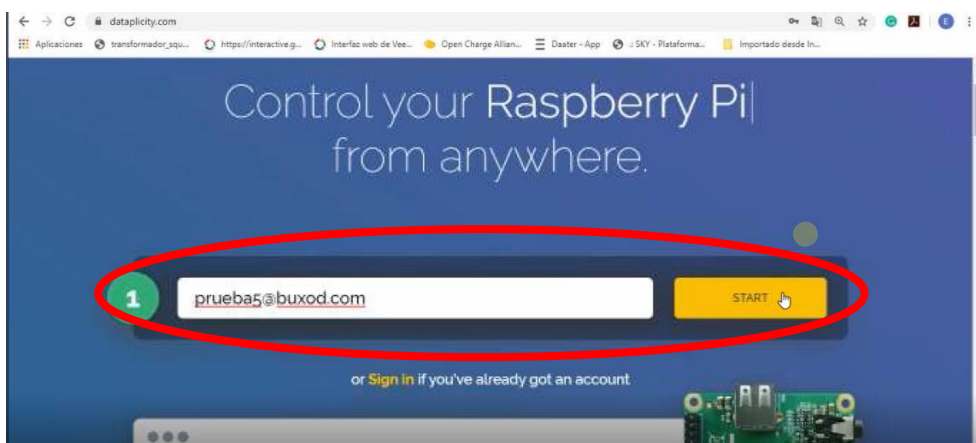 dataplicity.com
Aplicaciones transformador_squ... https://interactive.g... Interfaz web de Vee... Open Charge Allian... Daater - App .: SKY - Plataforma... Importado desde In...
Control your Raspberry Pi
from anywhere.
1 prueba5@buxod.com START
or Sign in if you've already got an account